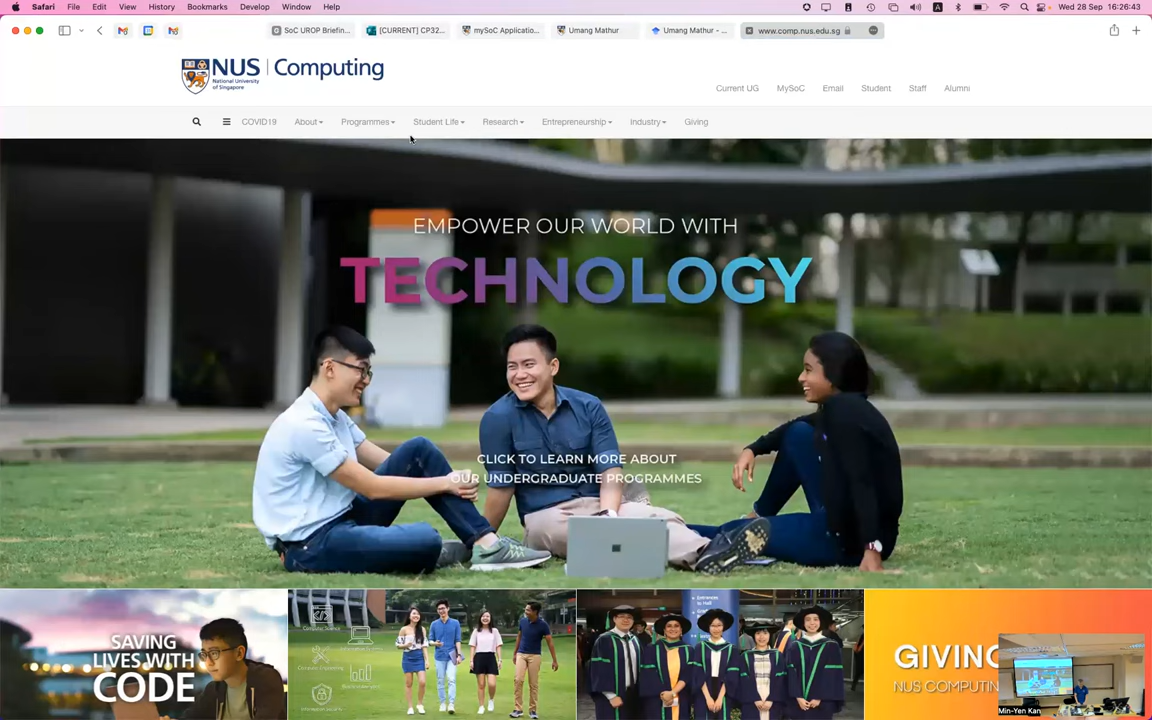 Safari File Edit View History Bookmarks Develop Window Help
A
Wed 28 Sep 16:26:43
SoC UROP Briefin...
[CURRENT] CP32...
mySoC Applicatio...
Umang Mathur
Umang Mathur - ...
www.comp.nus.edu.sg
NUS
National University
of Singapore
Computing
Current UG MySoC Email Student Staff Alumni
COVID19 About Programmes Student Life Research Entrepreneurship Industry Giving
EMPOWER OUR WORLD WITH
TECHNOLOGY
CLICK TO LEARN MORE ABOUT
OUR UNDERGRADUATE PROGRAMMES
SAVING
LIVES WITH
CODE
Entrances
to Hall
GIVING
NUS COMPUTIN
Min-Yen Kan